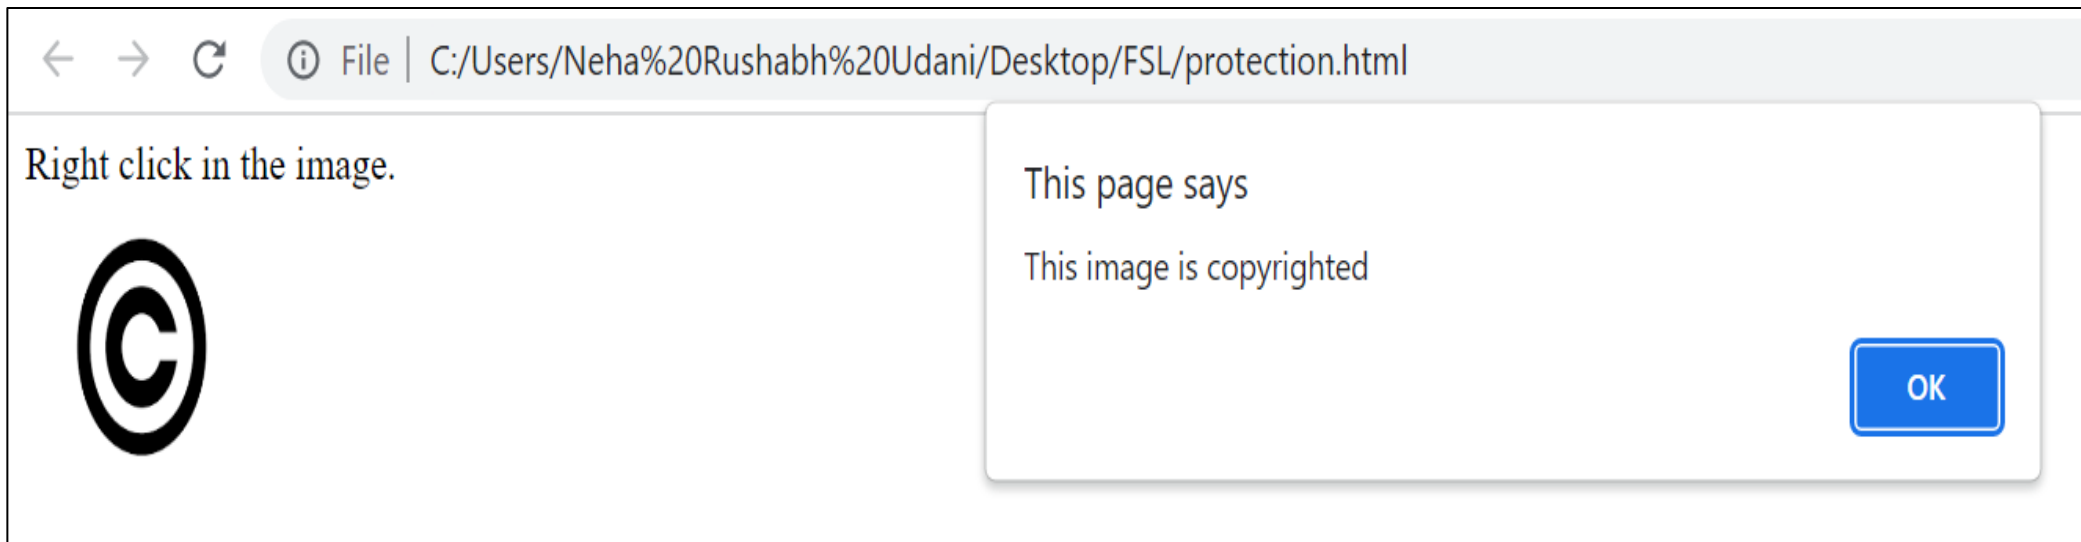 File | C:/Users/Neha%20Rushabh%20Udani/Desktop/FSL/protection.html
Right click in the image.
©
This page says
This image is copyrighted
OK